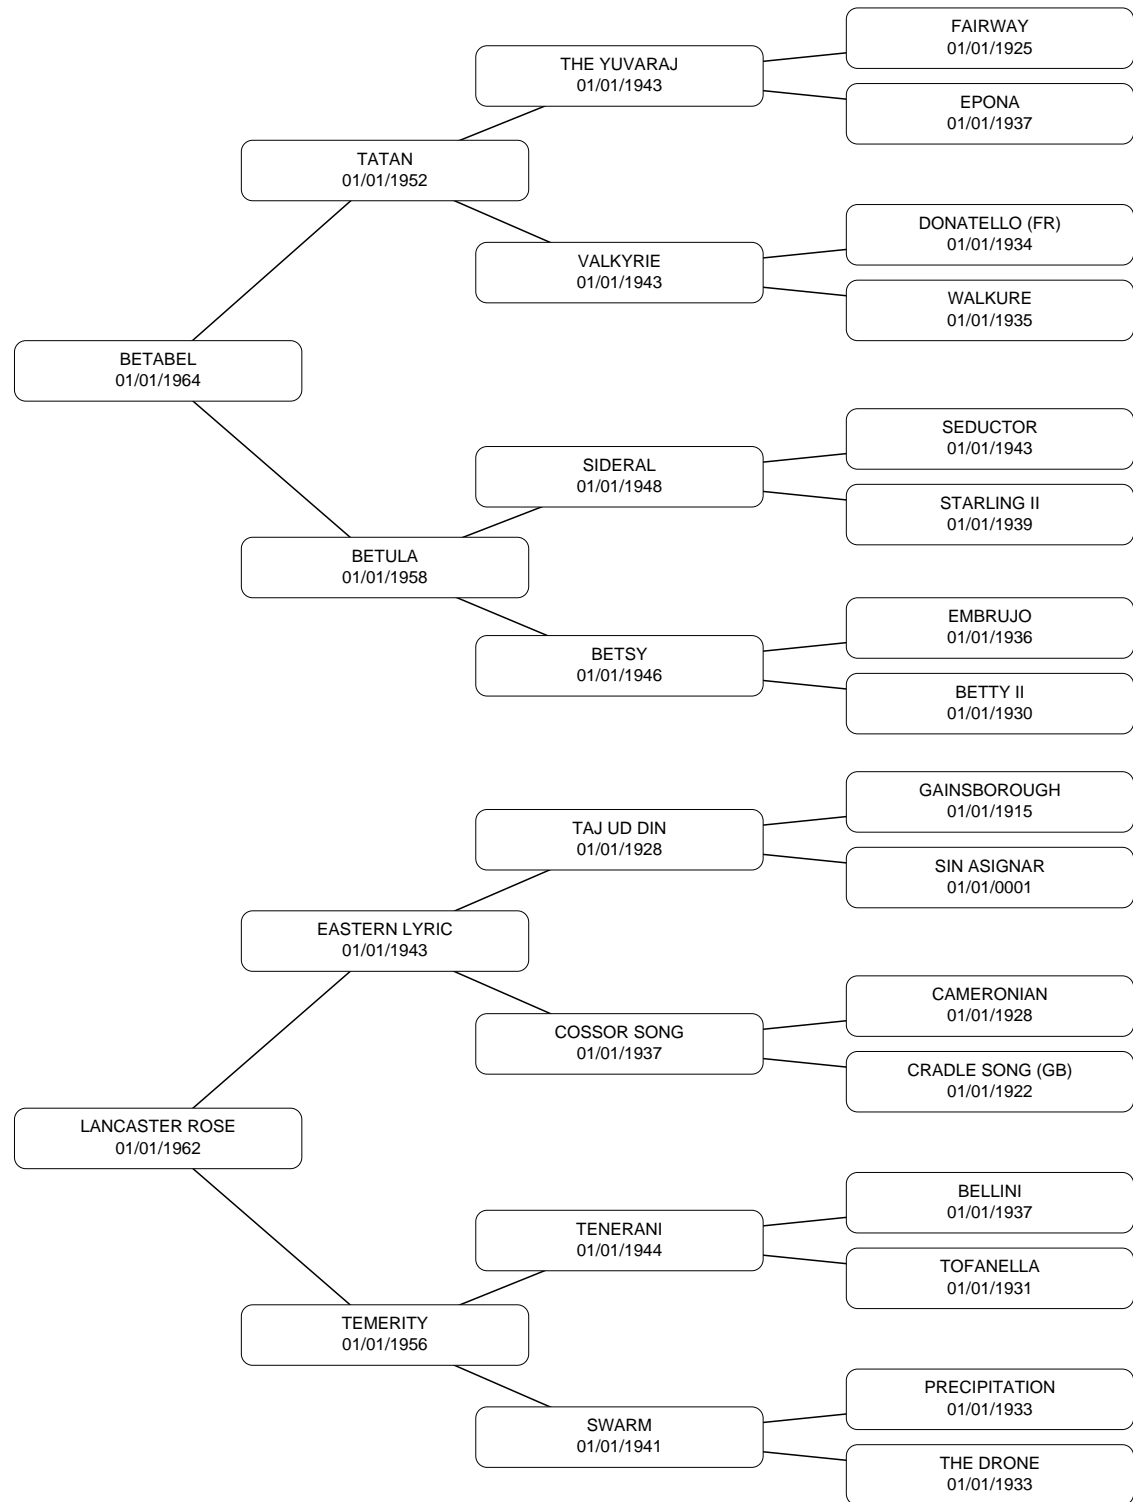 FAIRWAY
01/01/1925
THE YUVARAJ
01/01/1943
EPONA
01/01/1937
TATAN
01/01/1952
DONATELLO (FR)
01/01/1934
VALKYRIE
01/01/1943
WALKURE
01/01/1935
BETABEL
01/01/1964
SEDUCTOR
01/01/1943
SIDERAL
01/01/1948
STARLING II
01/01/1939
BETULA
01/01/1958
EMBRUJO
01/01/1936
BETSY
01/01/1946
BETTY II
01/01/1930
GAINSBOROUGH
01/01/1915
TAJ UD DIN
01/01/1928
SIN ASIGNAR
01/01/0001
EASTERN LYRIC
01/01/1943
CAMERONIAN
01/01/1928
COSSOR SONG
01/01/1937
CRADLE SONG (GB)
01/01/1922
LANCASTER ROSE
01/01/1962
BELLINI
01/01/1937
TENERANI
01/01/1944
TOFANELLA
01/01/1931
TEMERITY
01/01/1956
PRECIPITATION
01/01/1933
SWARM
01/01/1941
THE DRONE
01/01/1933